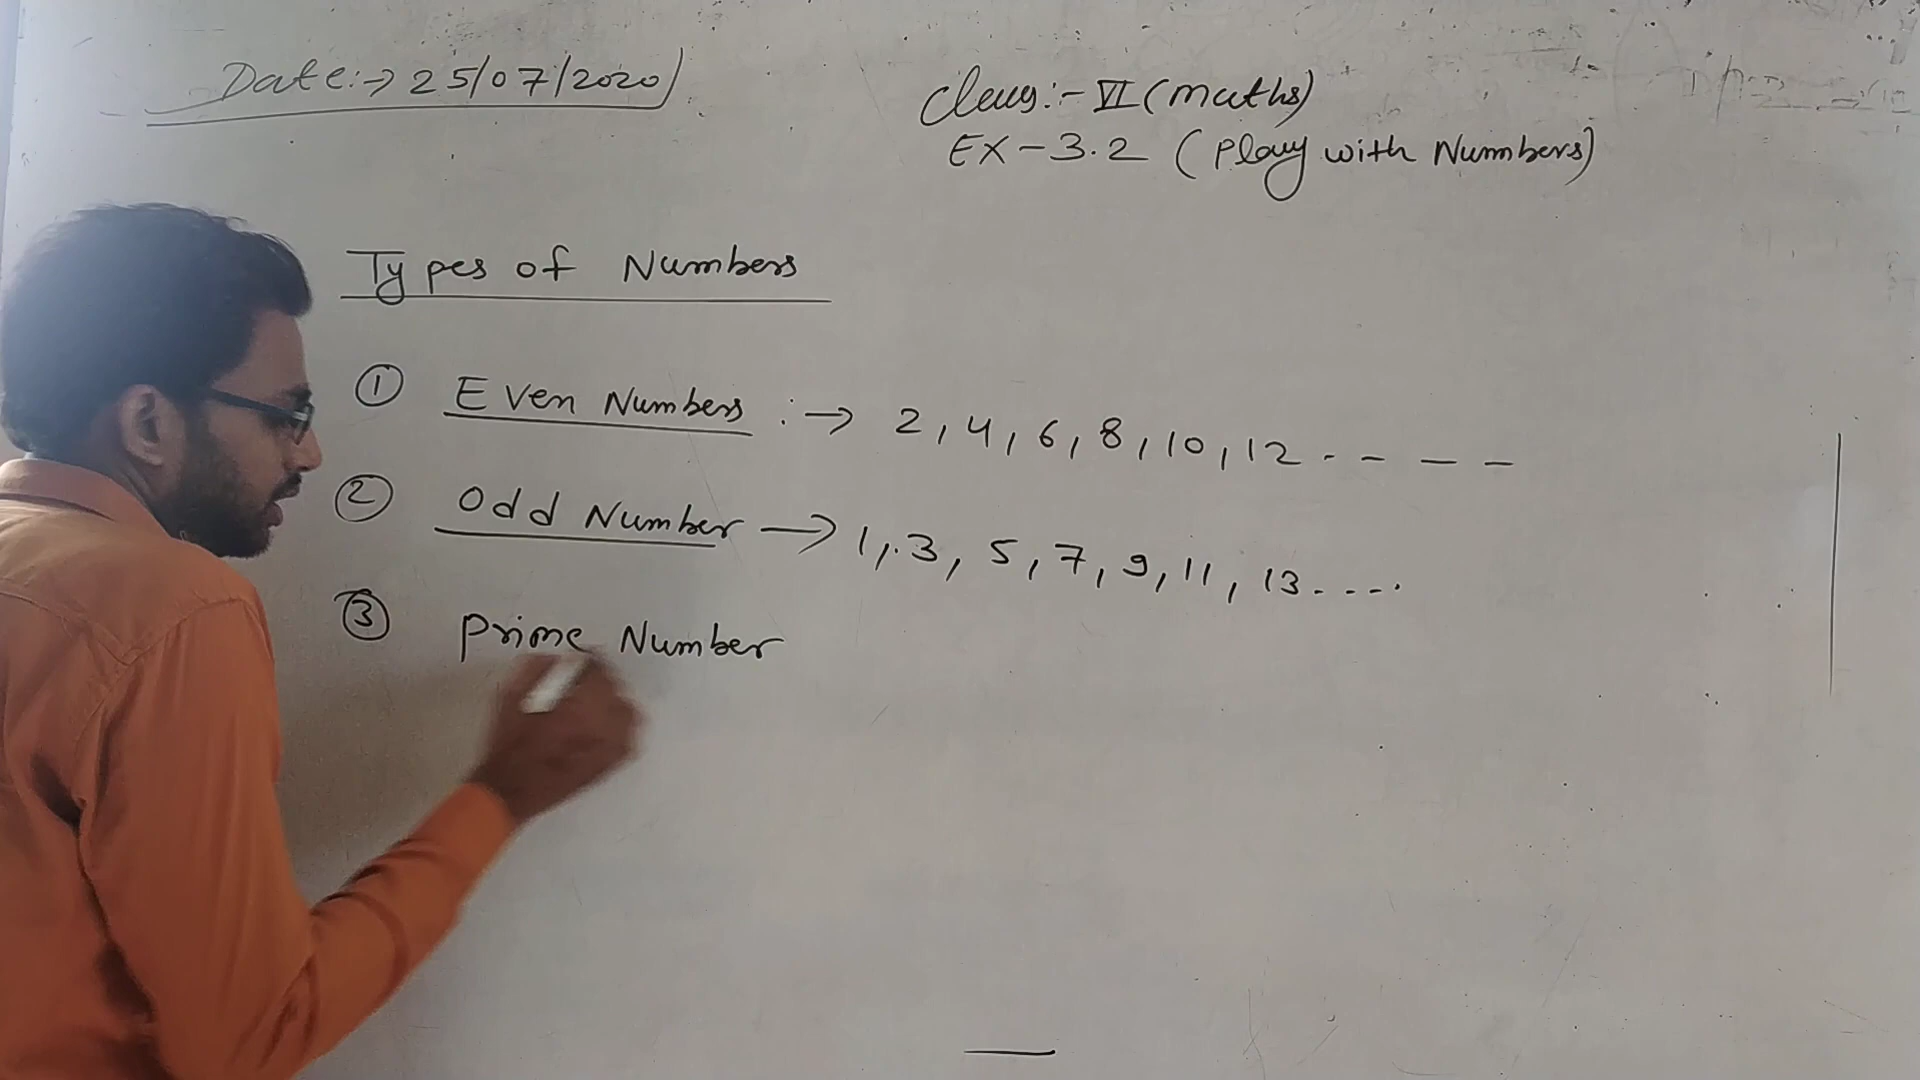 Date:→ 25/07/2020
Class:- VI (maths)
EX-3.2 (Play with Numbers)
Types of Numbers
① Even Numbers :→ 2, 4, 6, 8, 10, 12 - - - -
② Odd Number → 1, 3, 5, 7, 9, 11, 13....
③ Prime Number